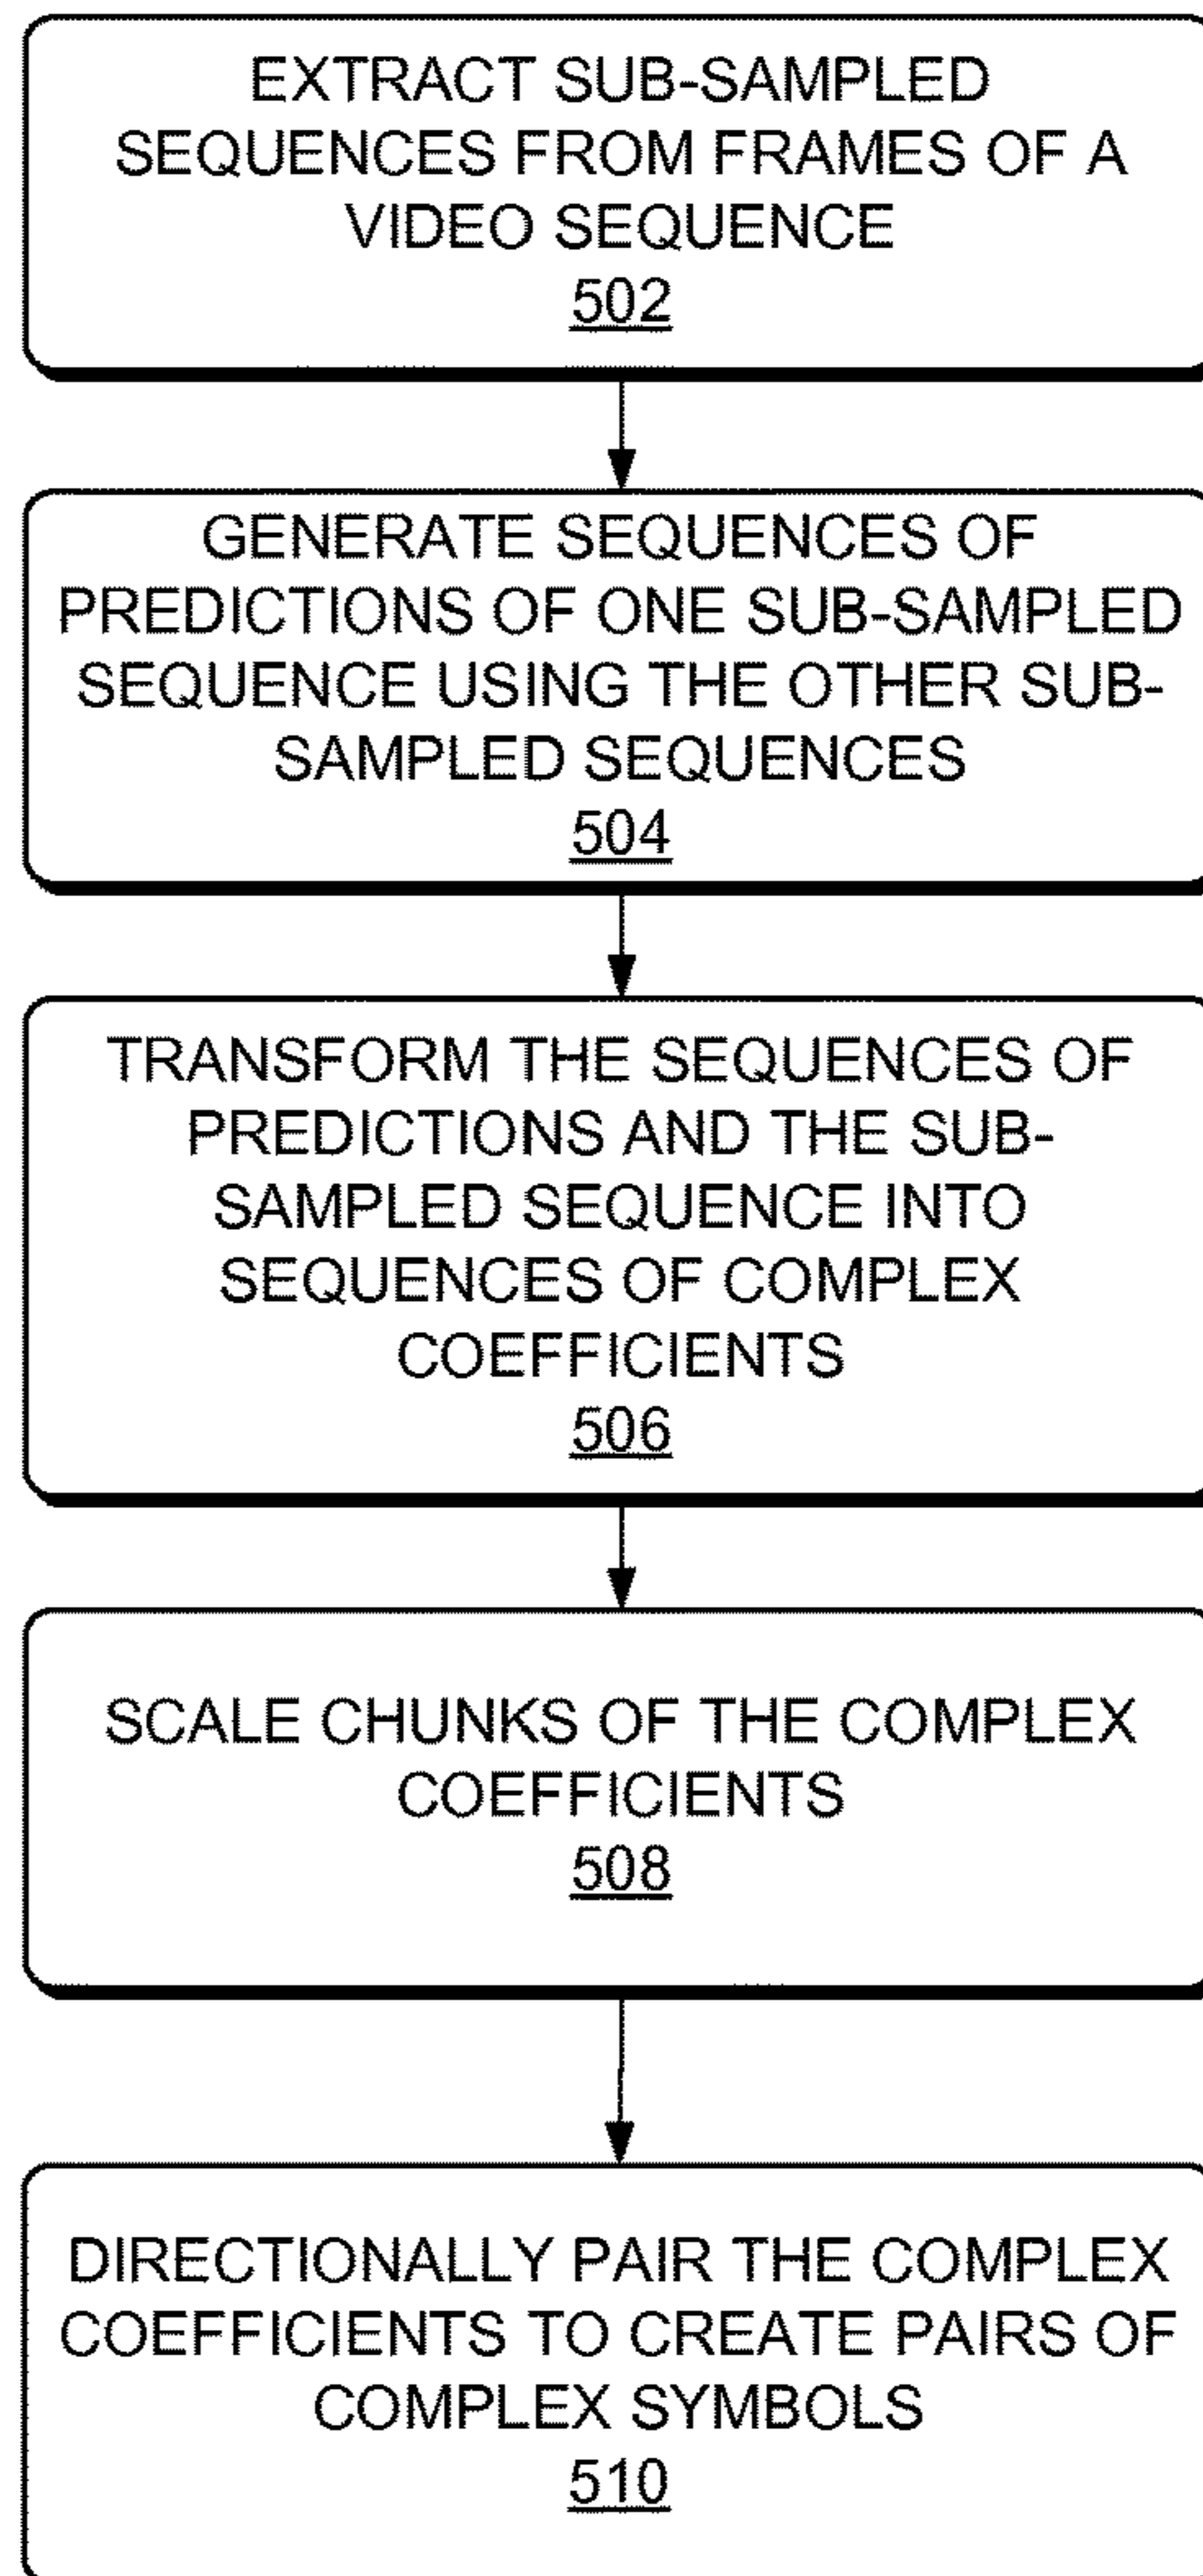 EXTRACT SUB-SAMPLED
SEQUENCES FROM FRAMES OF A
VIDEO SEQUENCE
502
GENERATE SEQUENCES OF
PREDICTIONS OF ONE SUB-SAMPLED
SEQUENCE USING THE OTHER SUB-
SAMPLED SEQUENCES
504
TRANSFORM THE SEQUENCES OF
PREDICTIONS AND THE SUB-
SAMPLED SEQUENCE INTO
SEQUENCES OF COMPLEX
COEFFICIENTS
506
SCALE CHUNKS OF THE COMPLEX
COEFFICIENTS
508
DIRECTIONALLY PAIR THE COMPLEX
COEFFICIENTS TO CREATE PAIRS OF
COMPLEX SYMBOLS
510